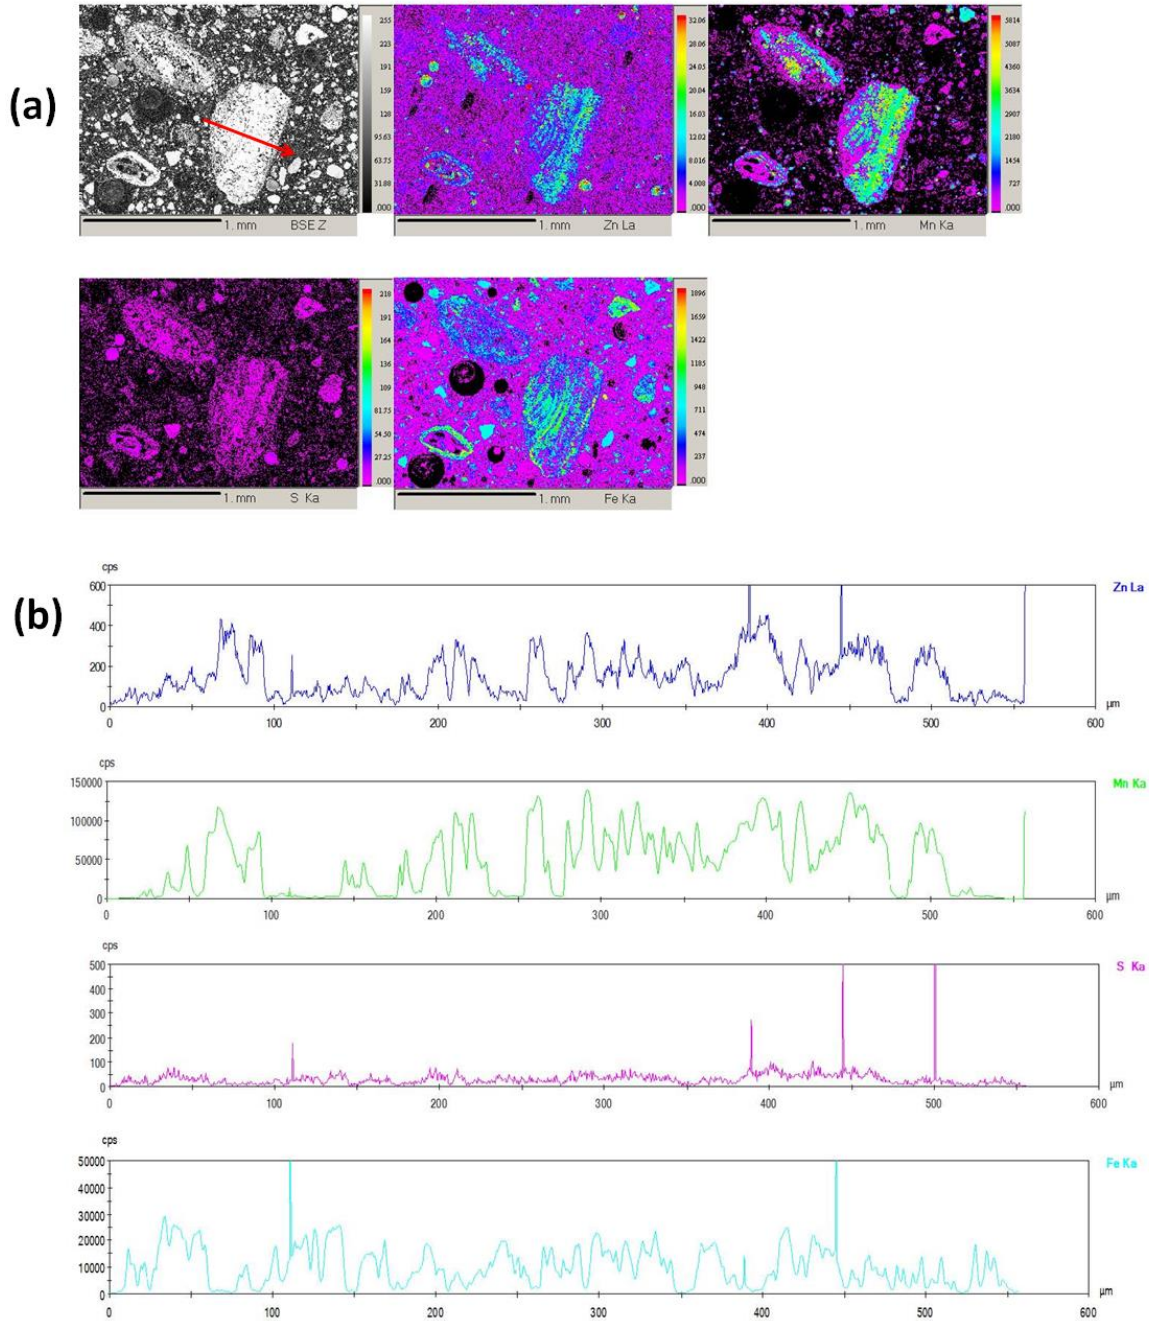 (a)
255
223
191
159
128
95.63
63.75
31.88
.000
1. mm BSE Z
32.06
28.06
24.05
20.04
16.03
12.02
8.016
4.008
.000
1. mm Zn La
5814
5087
4360
3634
2907
2180
1454
727
.000
1. mm Mn Ka
218
191
164
136
109
81.75
54.50
27.25
.000
1. mm S Ka
1896
1659
1422
1185
948
711
474
237
.000
1. mm Fe Ka
(b)
cps
Zn La
600
400
200
0
0 100 200 300 400 500 600
µm
cps
Mn Ka
150000
100000
50000
0
0 100 200 300 400 500 600
µm
cps
S Ka
500
400
300
200
100
0
0 100 200 300 400 500 600
µm
cps
Fe Ka
50000
40000
30000
20000
10000
0
0 100 200 300 400 500 600
µm